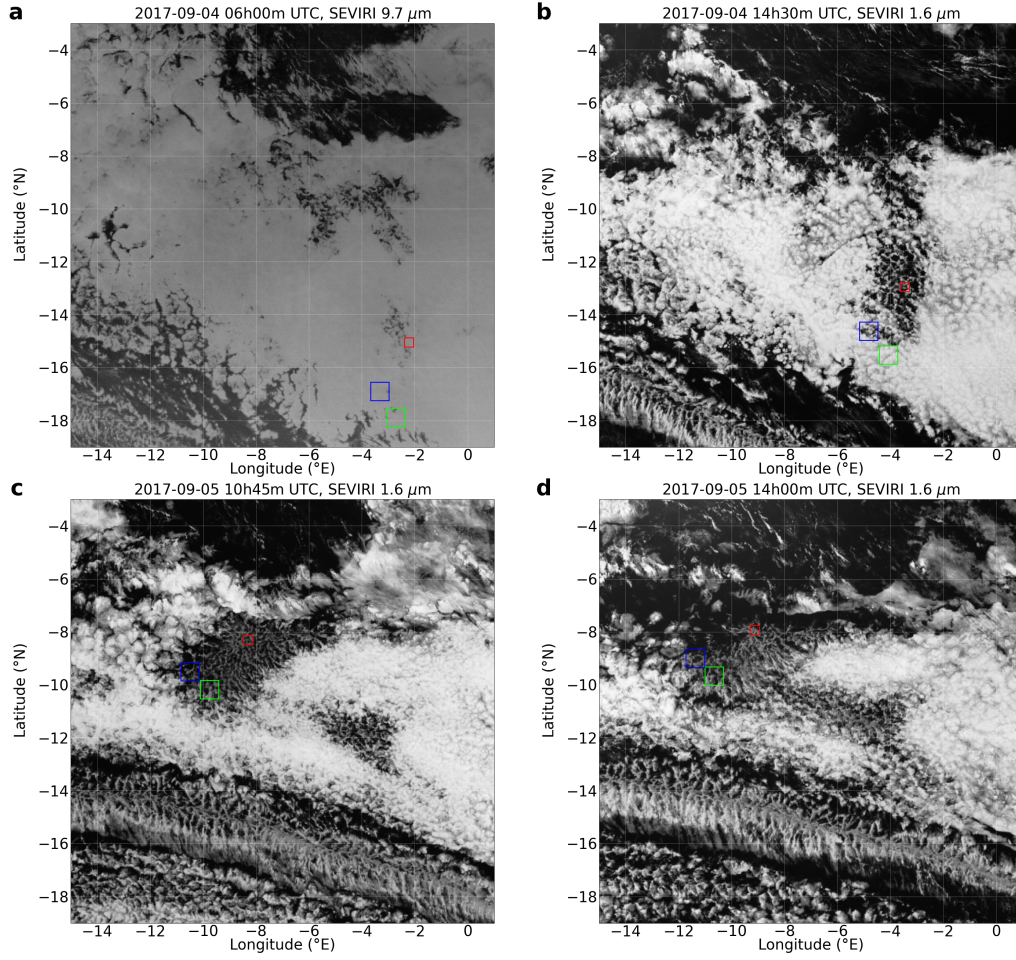 a
2017-09-04 06h00m UTC, SEVIRI 9.7 μm
−4
−6
−8
−10
−12
−14
−16
−18
Latitude (°N)
−14 −12 −10 −8 −6 −4 −2 0
Longitude (°E)
b
2017-09-04 14h30m UTC, SEVIRI 1.6 μm
−4
−6
−8
−10
−12
−14
−16
−18
Latitude (°N)
−14 −12 −10 −8 −6 −4 −2 0
Longitude (°E)
c
2017-09-05 10h45m UTC, SEVIRI 1.6 μm
−4
−6
−8
−10
−12
−14
−16
−18
Latitude (°N)
−14 −12 −10 −8 −6 −4 −2 0
Longitude (°E)
d
2017-09-05 14h00m UTC, SEVIRI 1.6 μm
−4
−6
−8
−10
−12
−14
−16
−18
Latitude (°N)
−14 −12 −10 −8 −6 −4 −2 0
Longitude (°E)